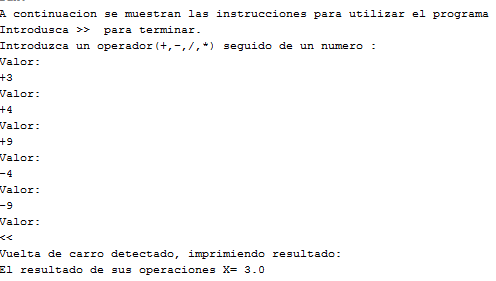 A continuacion se muestran las instrucciones para utilizar el programa
Introdusca >>  para terminar.
Introduzca un operador(+,-,/,*) seguido de un numero :
Valor:
+3
Valor:
+4
Valor:
+9
Valor:
-4
Valor:
-9
Valor:
<<
Vuelta de carro detectado, imprimiendo resultado:
El resultado de sus operaciones X= 3.0